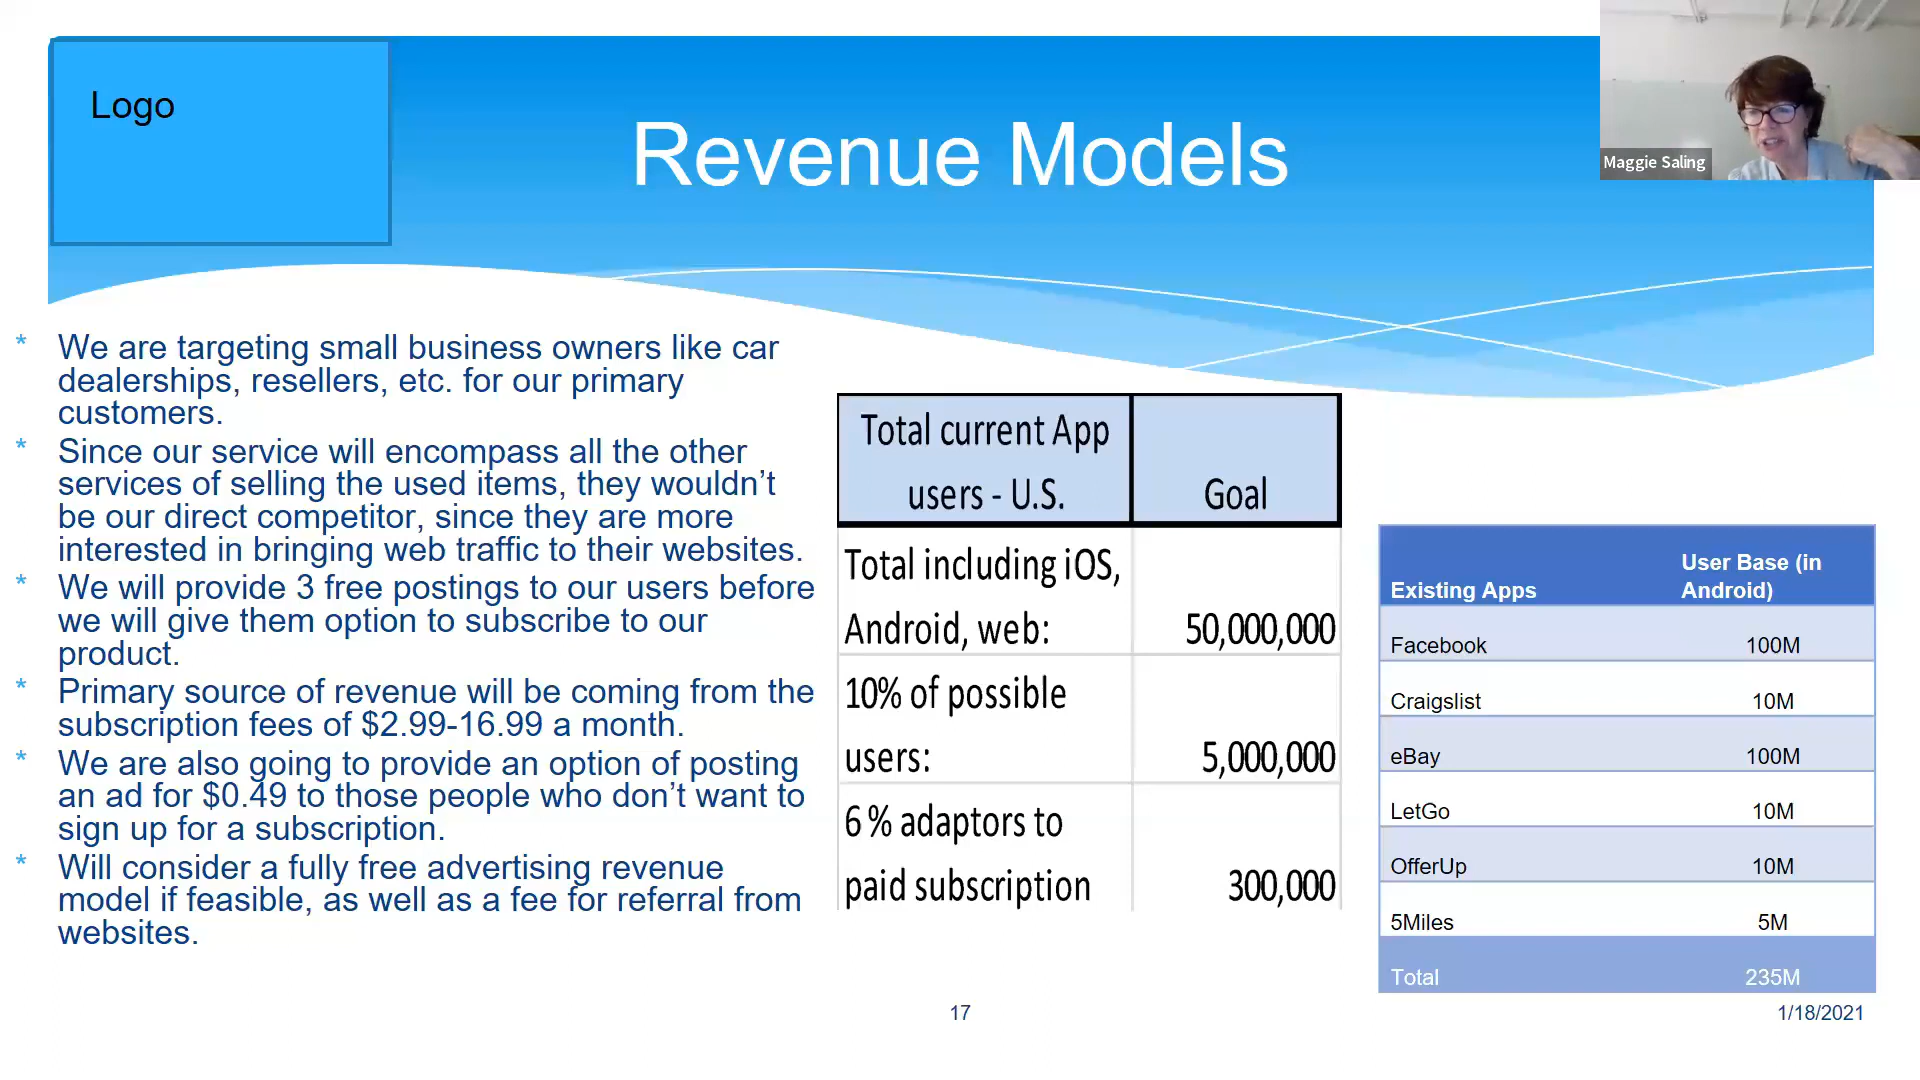 Logo
Revenue Models
Maggie Saling
* We are targeting small business owners like car
dealerships, resellers, etc. for our primary
customers.
* Since our service will encompass all the other
services of selling the used items, they wouldn’t
be our direct competitor, since they are more
interested in bringing web traffic to their websites.
* We will provide 3 free postings to our users before
we will give them option to subscribe to our
product.
* Primary source of revenue will be coming from the
subscription fees of $2.99-16.99 a month.
* We are also going to provide an option of posting
an ad for $0.49 to those people who don’t want to
sign up for a subscription.
* Will consider a fully free advertising revenue
model if feasible, as well as a fee for referral from
websites.
Total current App
users - U.S. Goal
Total including iOS,
Android, web: 50,000,000
10% of possible
users: 5,000,000
6 % adaptors to
paid subscription 300,000
User Base (in
Existing Apps Android)
Facebook 100M
Craigslist 10M
eBay 100M
LetGo 10M
OfferUp 10M
5Miles 5M
Total 235M
17
1/18/2021